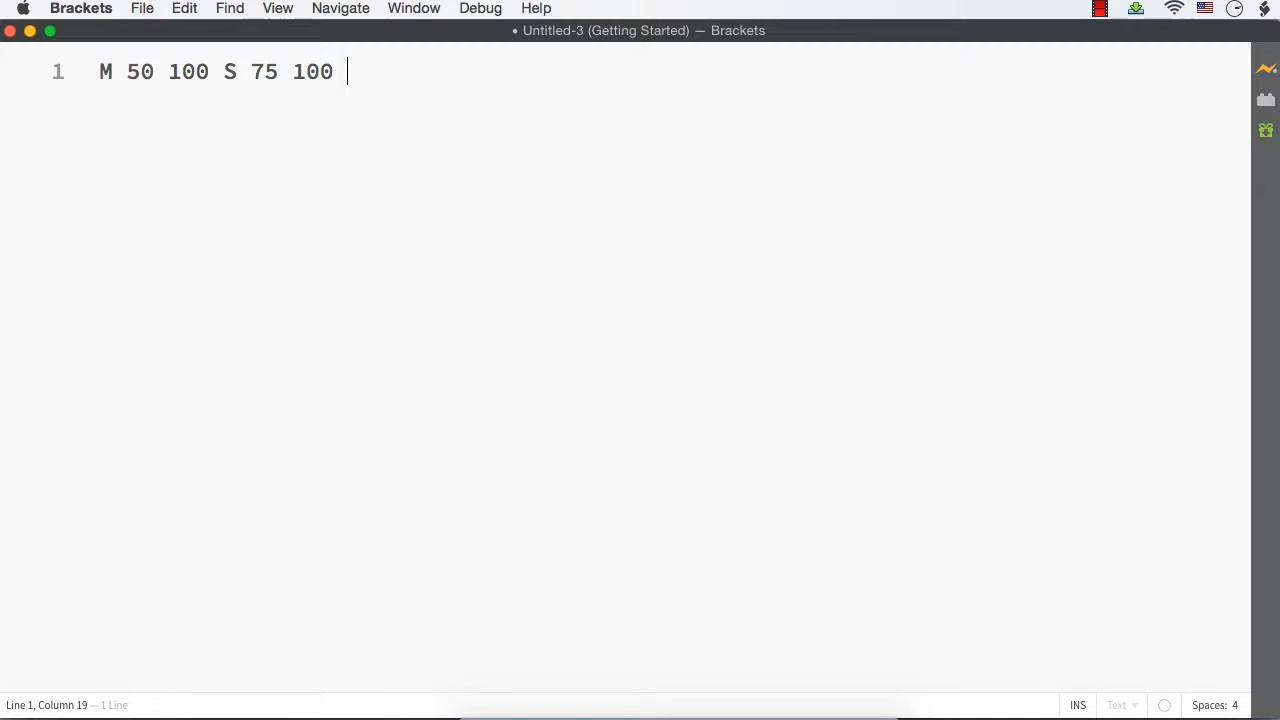 Brackets File Edit Find View Navigate Window Debug Help
• Untitled-3 (Getting Started) — Brackets
1 M 50 100 S 75 100
Line 1, Column 19 — 1 Line INS Text Spaces: 4